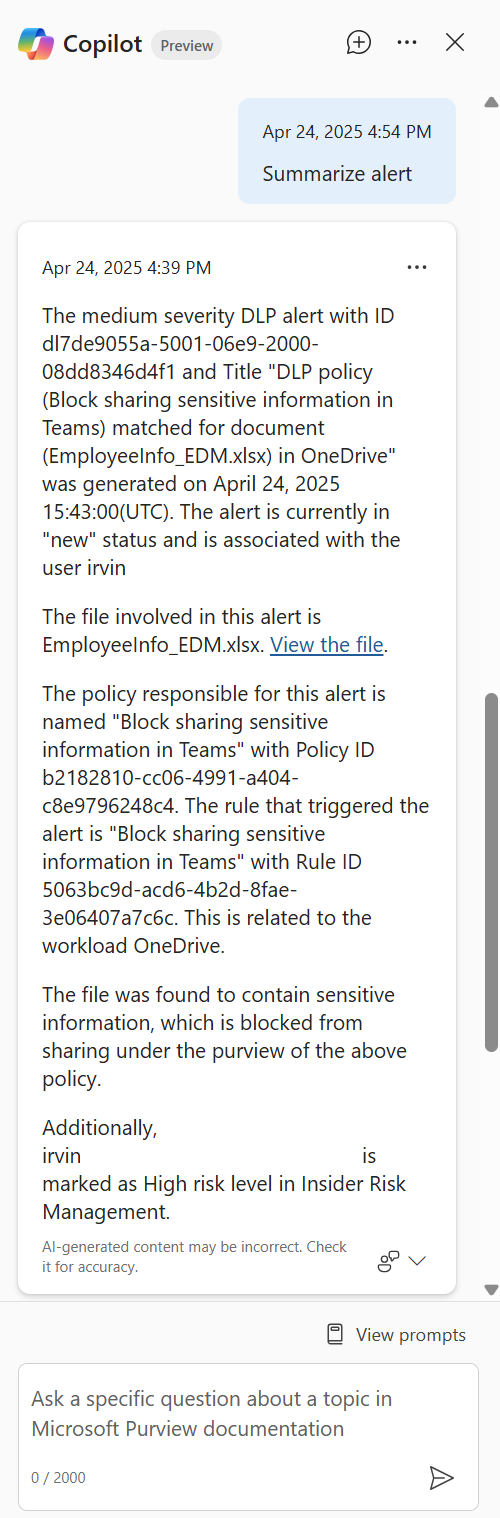 Copilot Preview
Apr 24, 2025 4:54 PM
Summarize alert
Apr 24, 2025 4:39 PM
The medium severity DLP alert with ID
dl7de9055a-5001-06e9-2000-
08dd8346d4f1 and Title "DLP policy
(Block sharing sensitive information in
Teams) matched for document
(EmployeeInfo_EDM.xlsx) in OneDrive"
was generated on April 24, 2025
15:43:00(UTC). The alert is currently in
"new" status and is associated with the
user irvin
The file involved in this alert is
EmployeeInfo_EDM.xlsx. View the file.
The policy responsible for this alert is
named "Block sharing sensitive
information in Teams" with Policy ID
b2182810-cc06-4991-a404-
c8e9796248c4. The rule that triggered the
alert is "Block sharing sensitive
information in Teams" with Rule ID
5063bc9d-acd6-4b2d-8fae-
3e06407a7c6c. This is related to the
workload OneDrive.
The file was found to contain sensitive
information, which is blocked from
sharing under the purview of the above
policy.
Additionally,
irvin is
marked as High risk level in Insider Risk
Management.
AI-generated content may be incorrect. Check
it for accuracy.
View prompts
Ask a specific question about a topic in
Microsoft Purview documentation
0 / 2000